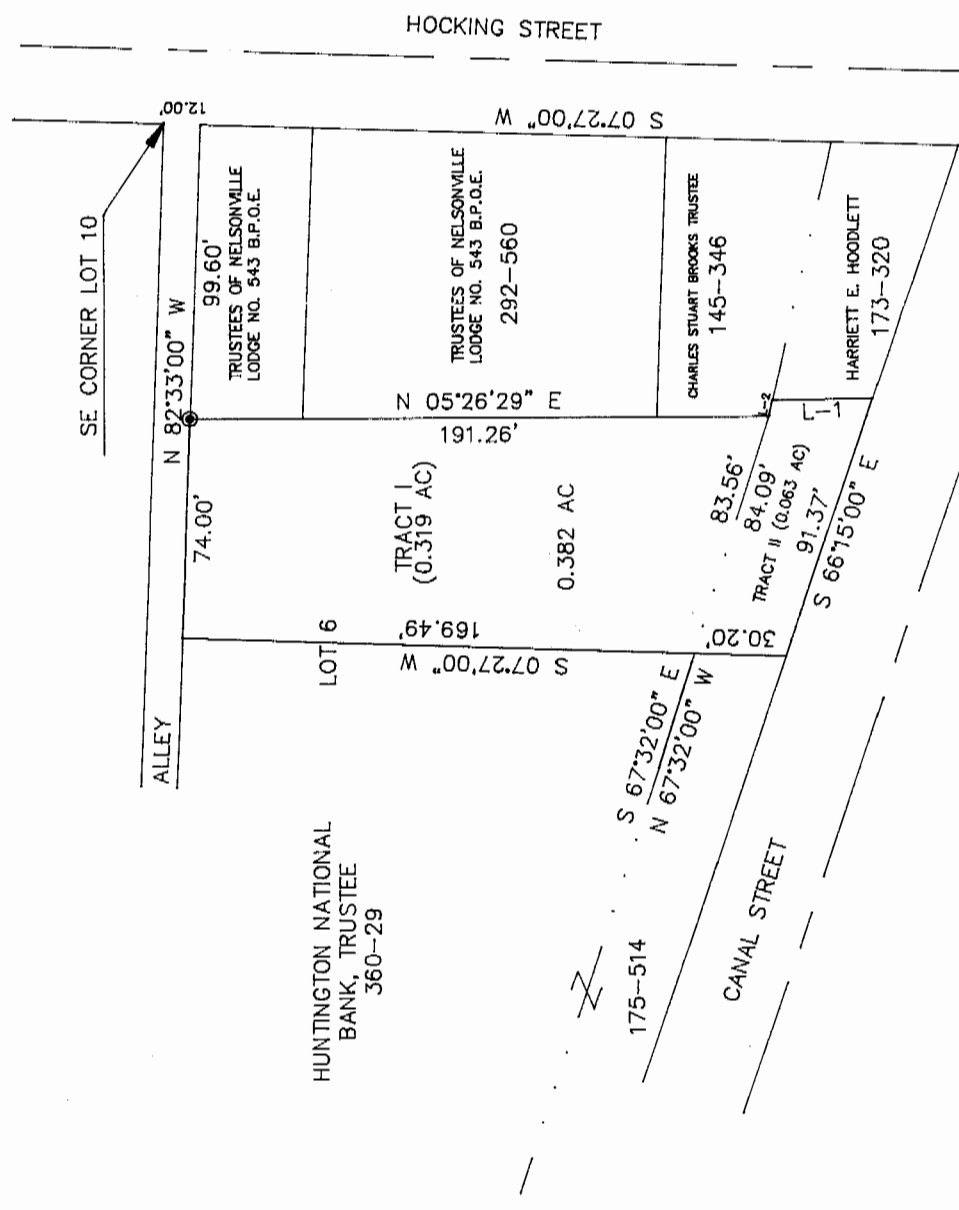 HOCKING STREET
SE CORNER LOT 10
12.00'
S 07°27'00" W
ALLEY
N 82°33'00" W
99.60'
TRUSTEES OF NELSONVILLE
LODGE NO. 543 B.P.O.E.
TRUSTEES OF NELSONVILLE
LODGE NO. 543 B.P.O.E.
292-560
CHARLES STUART BROOKS TRUSTEE
145-346
HARRIETT E. HOODLETT
173-320
74.00'
N 05°26'29" E
191.26'
L-2
L-1
TRACT I
(0.319 AC)
0.382 AC
83.56'
84.09'
TRACT II (0.063 AC)
91.37'
S 66°15'00" E
LOT 6
169.49'
S 07°27'00" W
30.20'
S 67°32'00" E
N 67°32'00" W
HUNTINGTON NATIONAL
BANK, TRUSTEE
360-29
175-514
CANAL STREET